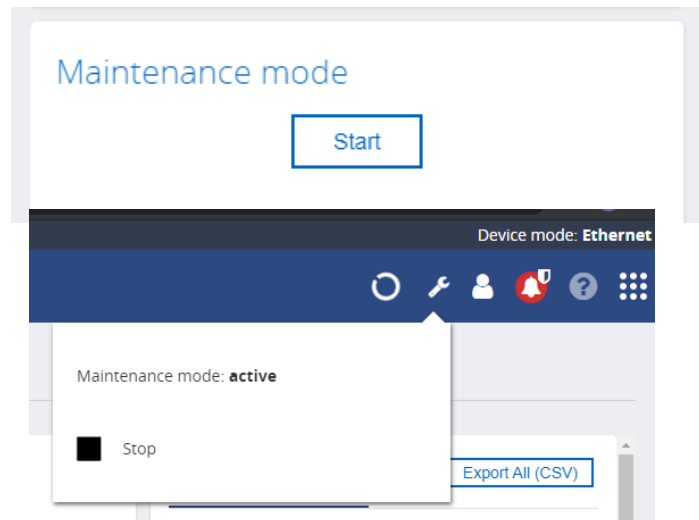 Maintenance mode
Start
Device mode: Ethernet
?
Maintenance mode: active
Stop
Export All (CSV)